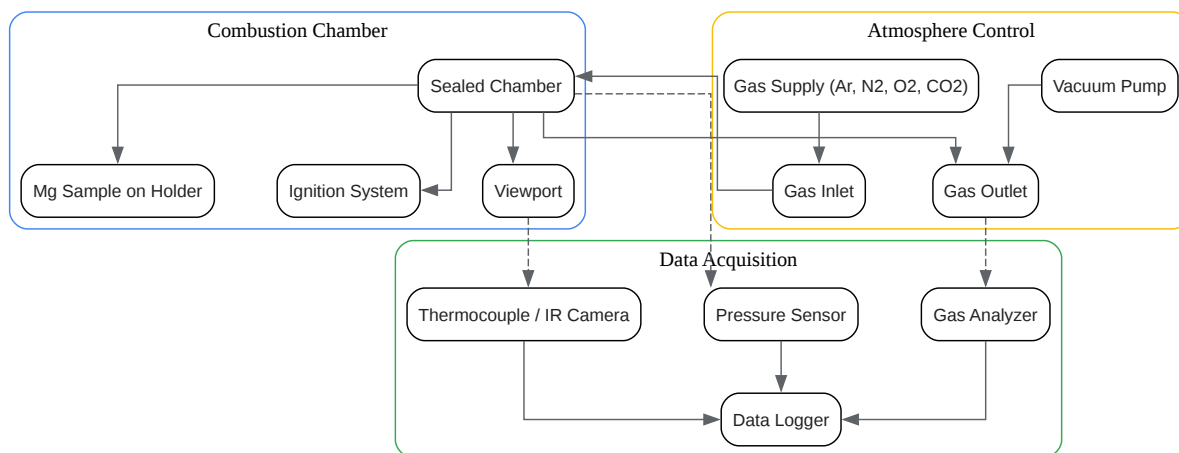 Combustion Chamber
Atmosphere Control
Sealed Chamber
Gas Supply (Ar, N2, O2, CO2)
Vacuum Pump
Mg Sample on Holder
Ignition System
Viewport
Gas Inlet
Gas Outlet
Data Acquisition
Thermocouple / IR Camera
Pressure Sensor
Gas Analyzer
Data Logger